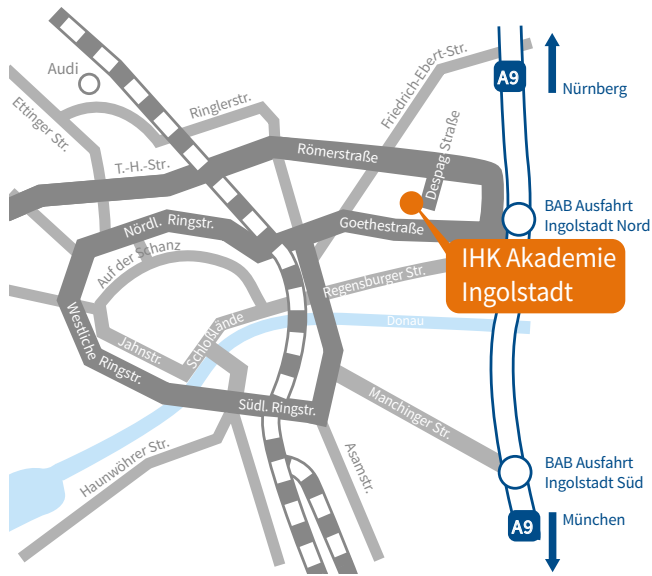 Audi
Ettinger Str.
Ringlerstr.
Friedrich-Ebert-Str.
A9
Nürnberg
T.-H.-Str.
Römerstraße
Despag Straße
Nördl. Ringstr.
Goethestraße
BAB Ausfahrt
Ingolstadt Nord
Auf der Schanz
IHK Akademie
Ingolstadt
Regensburger Str.
Westliche Ringstr.
Jahnstr.
Schloßlände
Donau
Südl. Ringstr.
Manchinger Str.
Haunwöhrer Str.
Asamstr.
BAB Ausfahrt
Ingolstadt Süd
A9
München